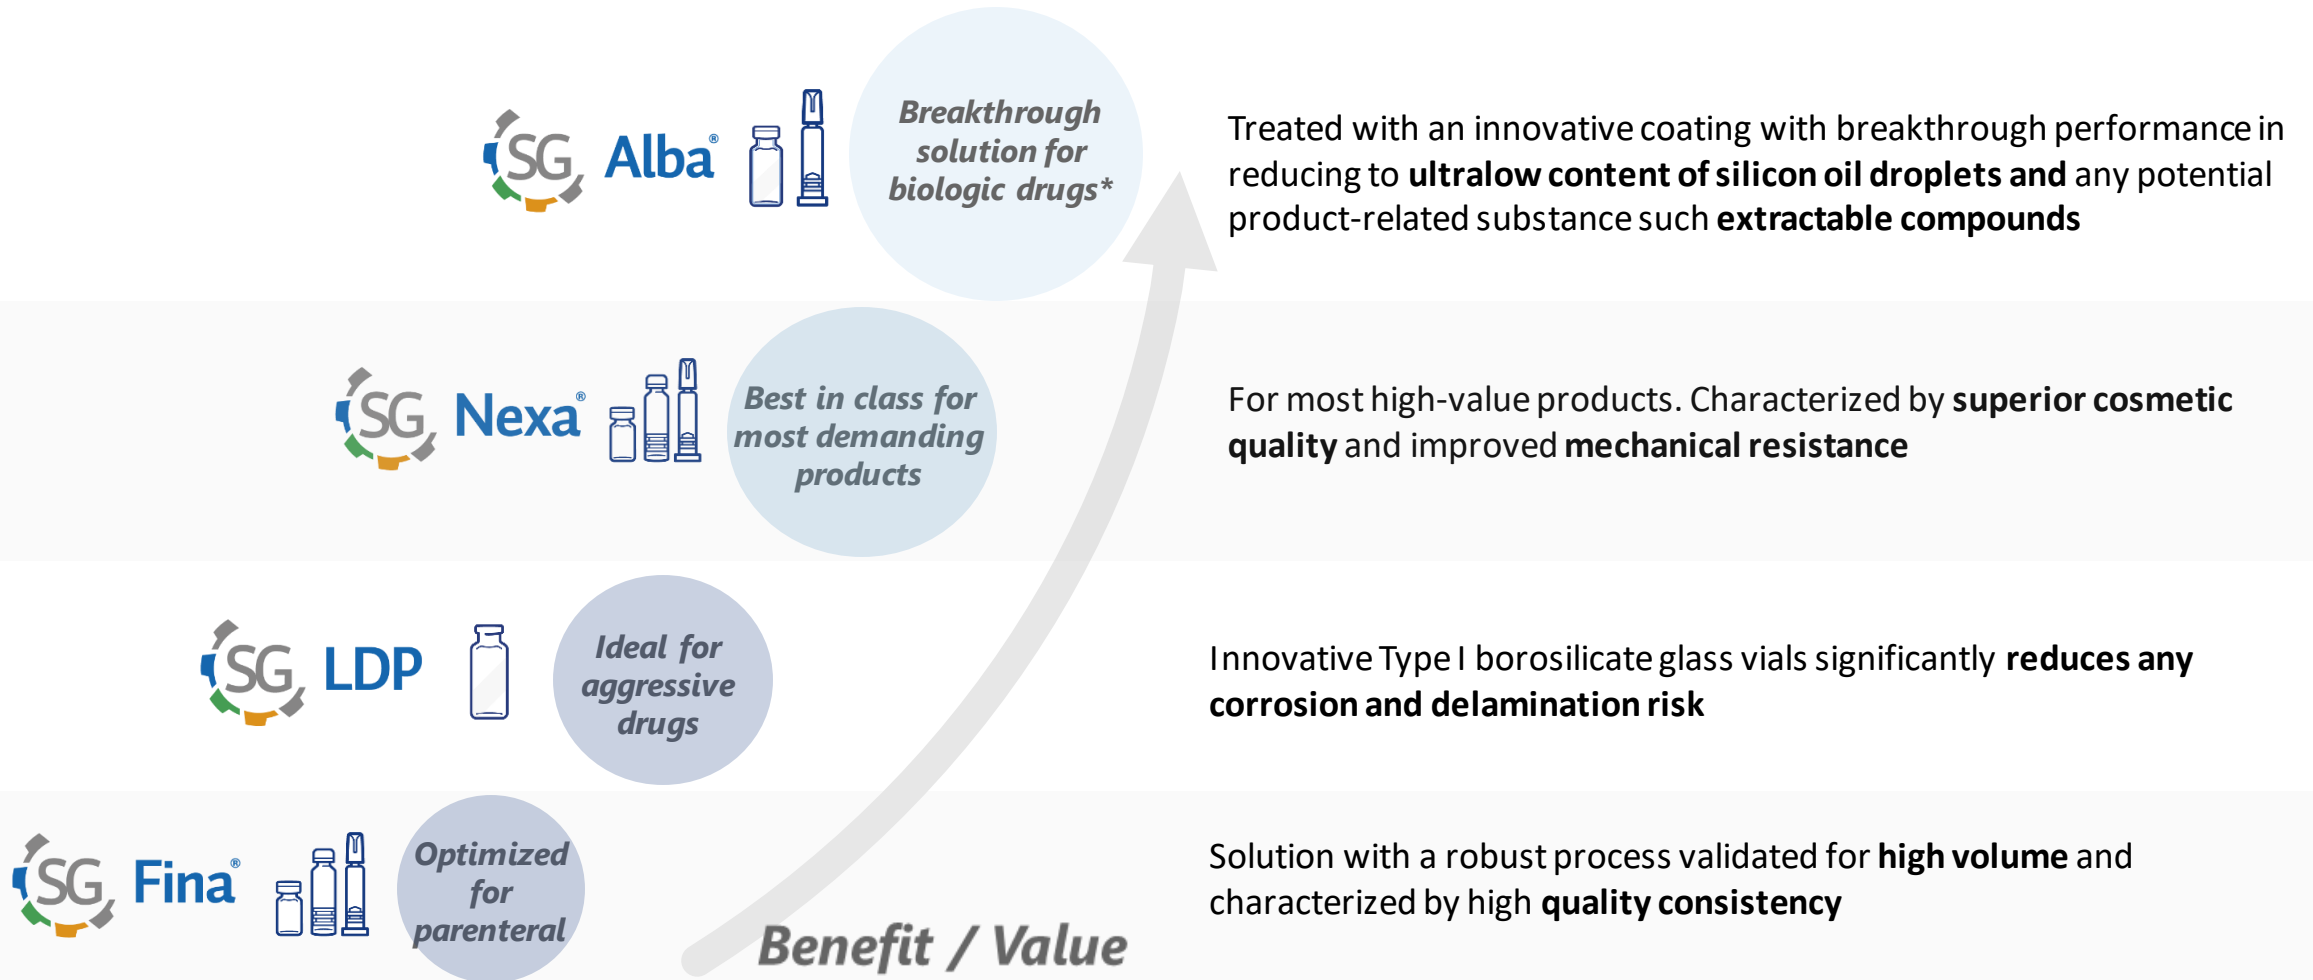 SG Alba®
Breakthrough
solution for
biologic drugs*
Treated with an innovative coating with breakthrough performance in
reducing to ultralow content of silicon oil droplets and any potential
product-related substance such extractable compounds
SG Nexa®
Best in class for
most demanding
products
For most high-value products. Characterized by superior cosmetic
quality and improved mechanical resistance
SG LDP
Ideal for
aggressive
drugs
Innovative Type I borosilicate glass vials significantly reduces any
corrosion and delamination risk
SG Fina®
Optimized
for
parenteral
Solution with a robust process validated for high volume and
characterized by high quality consistency
Benefit / Value